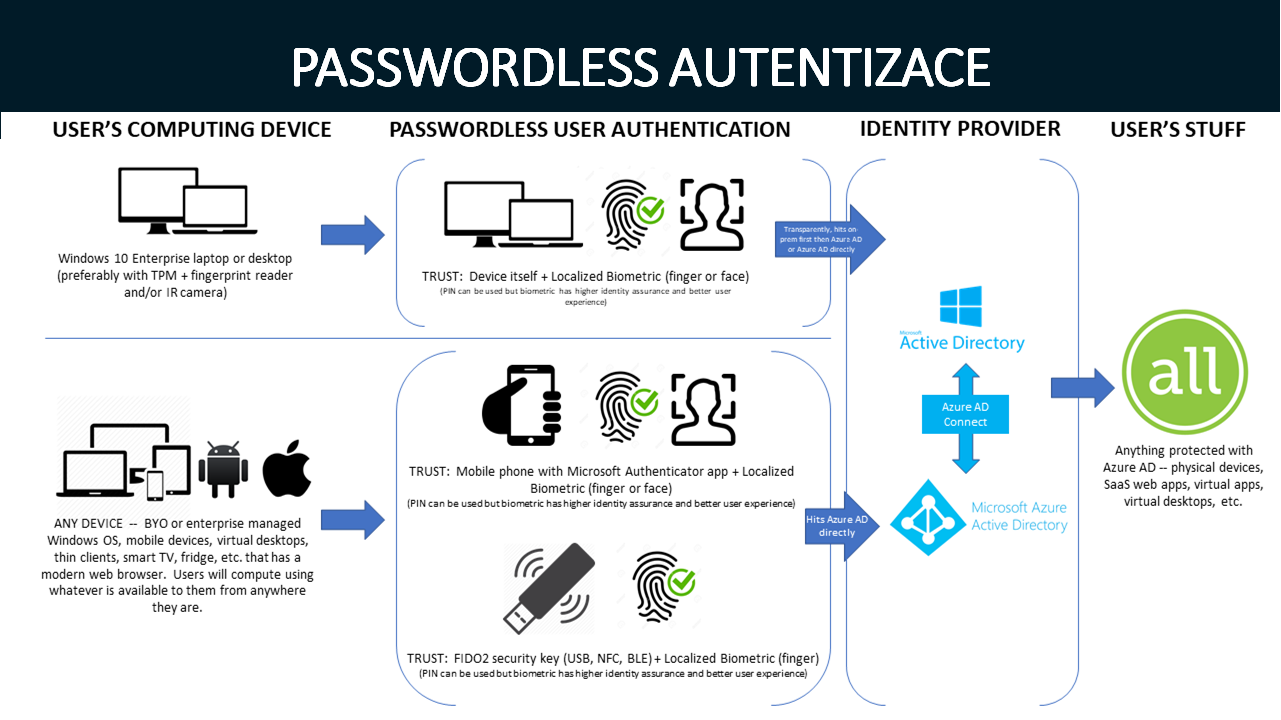 PASSWORDLESS AUTENTIZACE
USER'S COMPUTING DEVICE
PASSWORDLESS USER AUTHENTICATION
IDENTITY PROVIDER
USER'S STUFF
Windows 10 Enterprise laptop or desktop
(preferably with TPM + fingerprint reader
and/or IR camera)
TRUST: Device itself + Localized Biometric (finger or face)
(PIN can be used but biometric has higher identity assurance and better user
experience)
Transparently, hits on-
prem first then Azure AD
or Azure AD directly
ANY DEVICE -- BYO or enterprise managed
Windows OS, mobile devices, virtual desktops,
thin clients, smart TV, fridge, etc. that has a
modern web browser. Users will compute using
whatever is available to them from anywhere
they are.
TRUST: Mobile phone with Microsoft Authenticator app + Localized
Biometric (finger or face)
(PIN can be used but biometric has higher identity assurance and better user experience)
TRUST: FIDO2 security key (USB, NFC, BLE) + Localized Biometric (finger)
(PIN can be used but biometric has higher identity assurance and better user experience)
Hits Azure AD
directly
Microsoft
Active Directory
Azure AD
Connect
Microsoft Azure
Active Directory
all
Anything protected with
Azure AD -- physical devices,
SaaS web apps, virtual apps,
virtual desktops, etc.